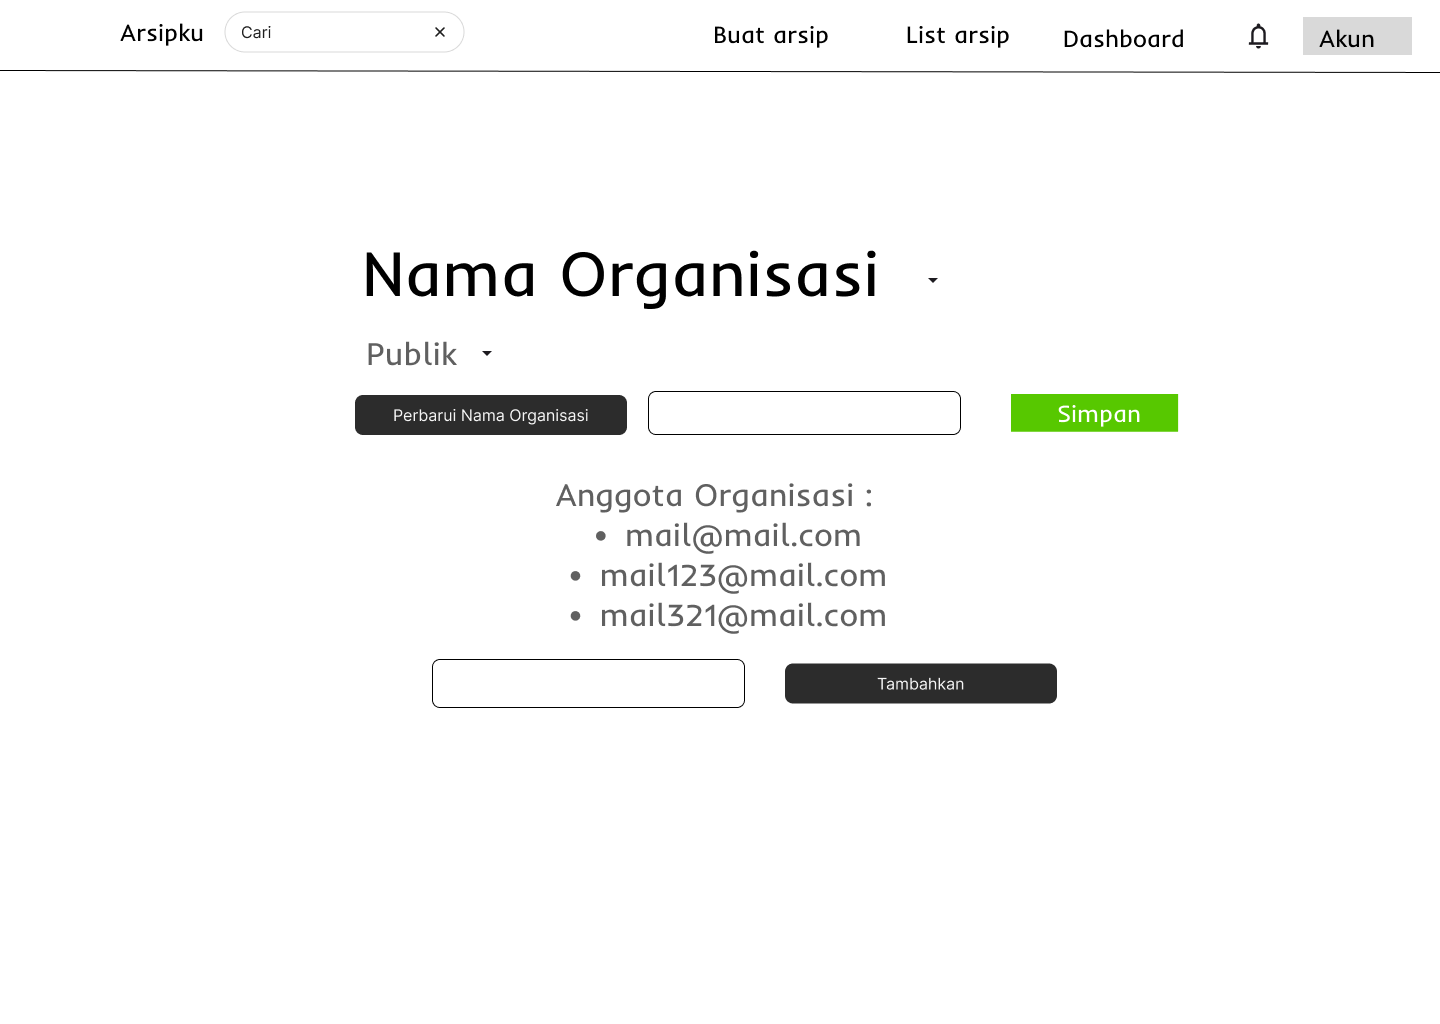 Arsipku
Cari
Buat arsip
List arsip
Dashboard
Akun
Nama Organisasi
Publik
Perbarui Nama Organisasi
Simpan
Anggota Organisasi :
• mail@mail.com
• mail123@mail.com
• mail321@mail.com
Tambahkan